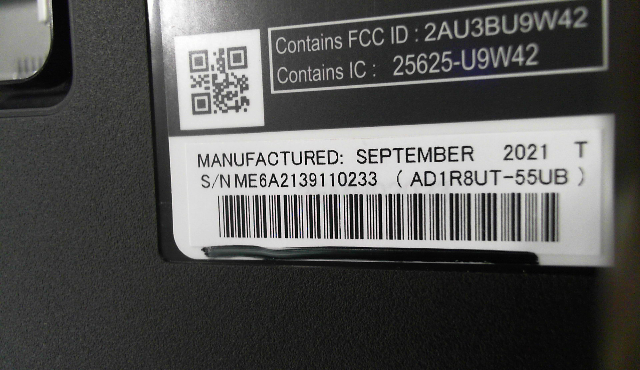 Contains FCC ID : 2AU3BU9W42
Contains IC : 25625-U9W42
MANUFACTURED: SEPTEMBER 2021 T
S/N ME6A2139110233 ( AD1R8UT-55UB )